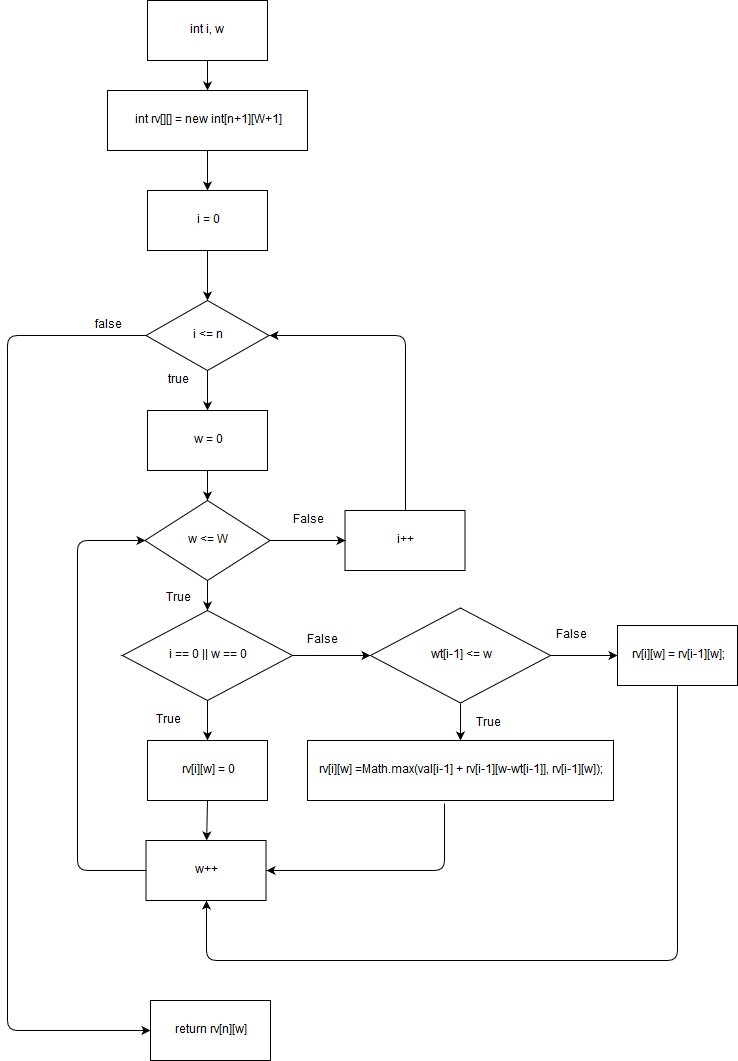 int i, w
int rv[][] = new int[n+1][W+1]
i = 0
false
i <= n
true
w = 0
False
w <= W
i++
True
False
False
i == 0 || w == 0
wt[i-1] <= w
rv[i][w] = rv[i-1][w];
True
True
rv[i][w] = 0
rv[i][w] =Math.max(val[i-1] + rv[i-1][w-wt[i-1]], rv[i-1][w]);
w++
return rv[n][w]